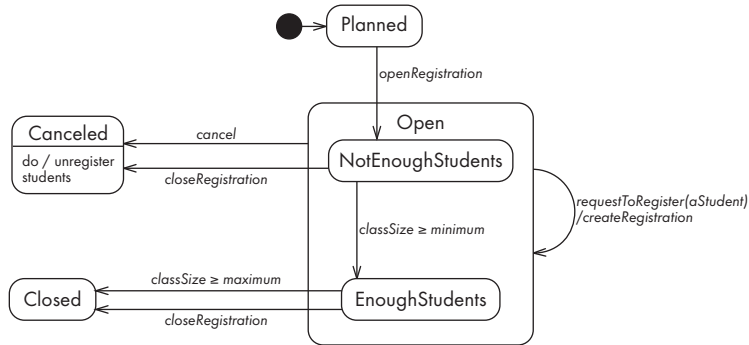 Planned
openRegistration
Open
Canceled
do / unregister
students
cancel
NotEnoughStudents
closeRegistration
requestToRegister(aStudent)
/createRegistration
classSize ≥ minimum
classSize ≥ maximum
Closed
EnoughStudents
closeRegistration